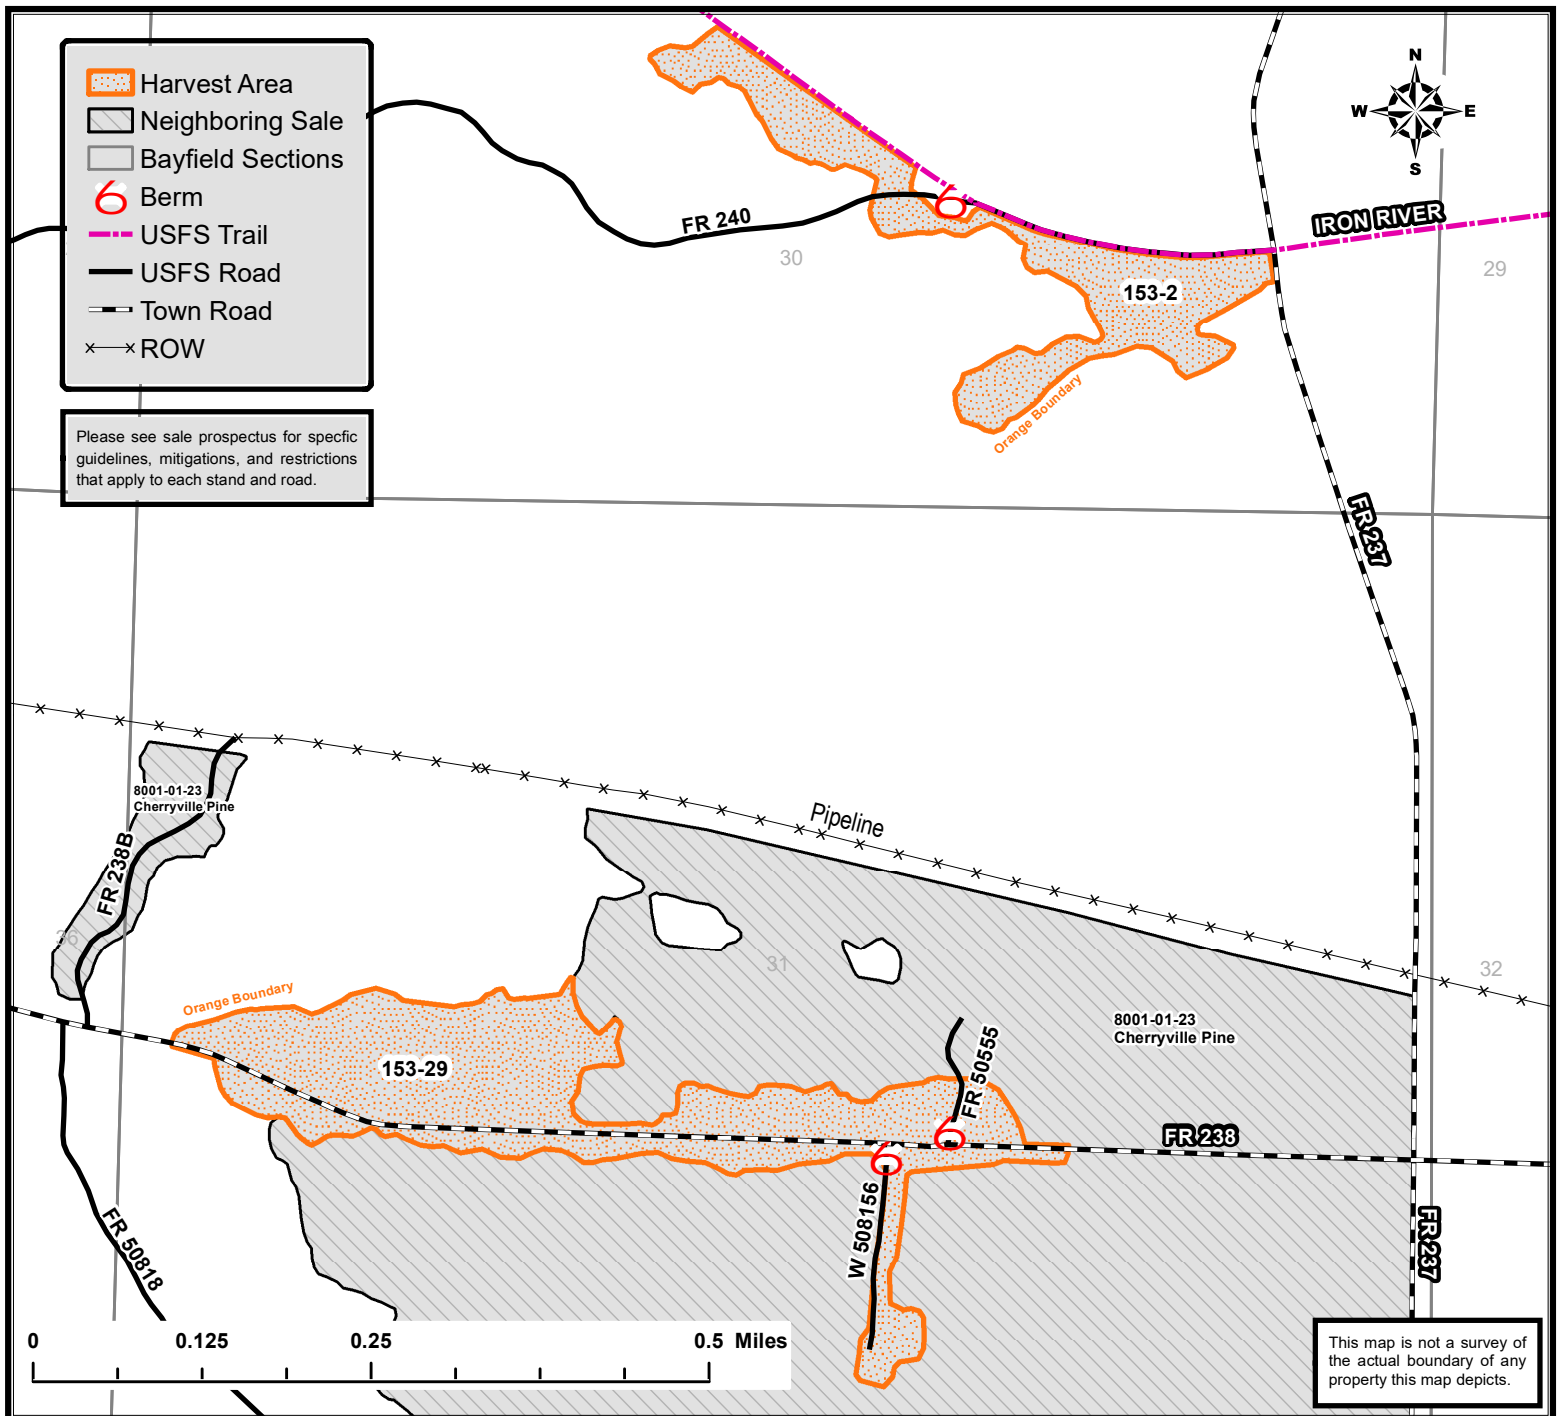 Harvest Area
Neighboring Sale
Bayfield Sections
Berm
USFS Trail
USFS Road
Town Road
ROW
Please see sale prospectus for specfic
guidelines, mitigations, and restrictions
that apply to each stand and road.
N
W E
S
FR 240
IRON RIVER
30
29
153-2
Orange Boundary
FR 237
Pipeline
8001-01-23
Cherryville Pine
FR 238B
36
31
32
Orange Boundary
153-29
8001-01-23
Cherryville Pine
FR 50555
FR 238
W 508156
FR 50818
FR 237
0 0.125 0.25 0.5 Miles
This map is not a survey of
the actual boundary of any
property this map depicts.